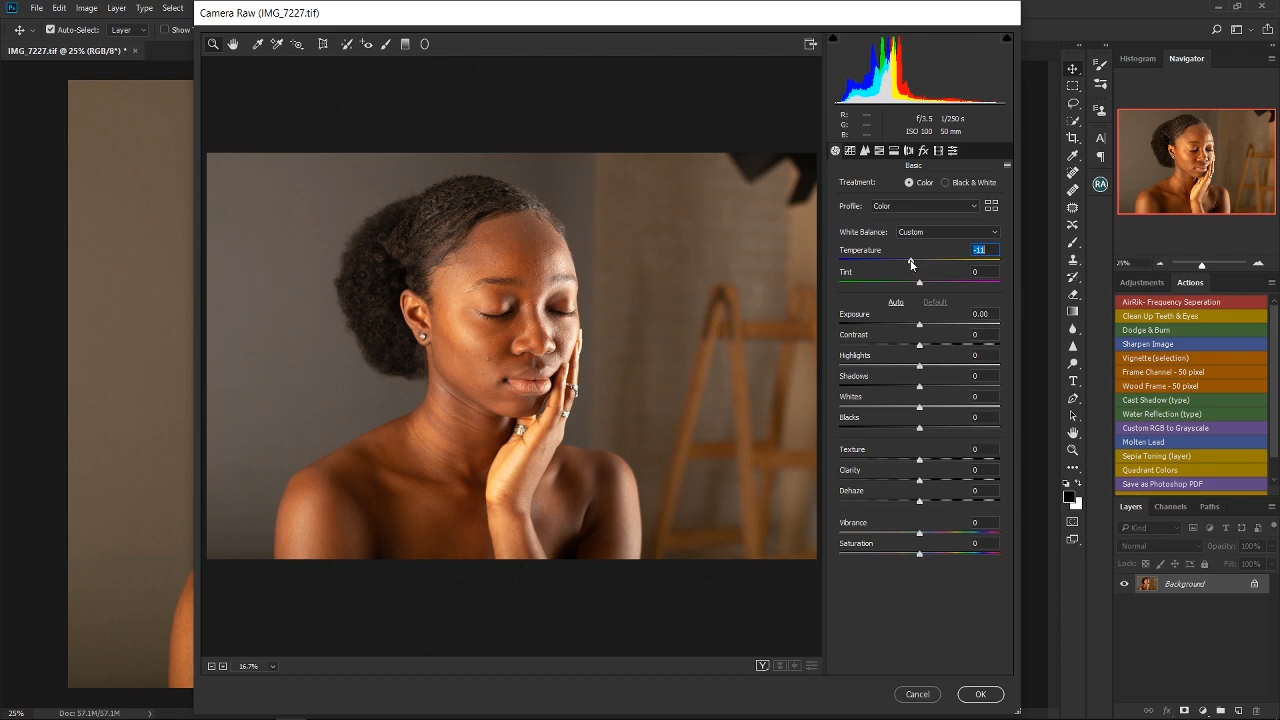 Ps File Edit Image Layer Type Select
Camera Raw (IMG_7227.tif)
Auto-Select: Layer Show
IMG_7227.tif @ 25% (RGB/8*) * ×
Histogram Navigator
R: ---
G: ---
B: ---
f/3.5 1/250 s
ISO 100 50 mm
Basic
Treatment: Color Black & White
Profile: Color
White Balance: Custom
Temperature -11
Tint 0
Auto Default
Exposure 0.00
Contrast 0
Highlights 0
Shadows 0
Whites 0
Blacks 0
Texture 0
Clarity 0
Dehaze 0
Vibrance 0
Saturation 0
16.7%
Y
Cancel OK
RA
25%
Adjustments Actions
AirRik- Frequency Seperation
Clean Up Teeth & Eyes
Dodge & Burn
Sharpen Image
Vignette (selection)
Frame Channel - 50 pixel
Wood Frame - 50 pixel
Cast Shadow (type)
Water Reflection (type)
Custom RGB to Grayscale
Molten Lead
Sepia Toning (layer)
Quadrant Colors
Save as Photoshop PDF
Layers Channels Paths
Kind
Normal Opacity: 100%
Lock: Fill: 100%
Background
25% Doc: 57.1M/57.1M